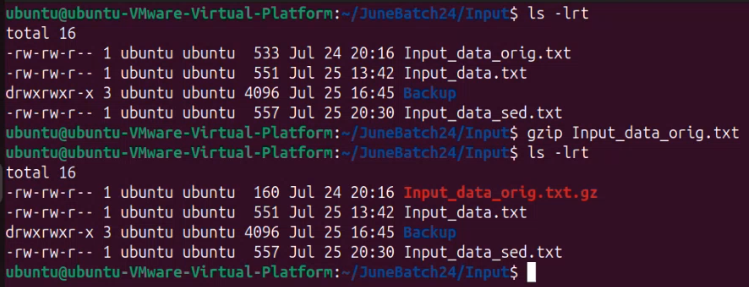 ubuntu@ubuntu-VMware-Virtual-Platform:~/JuneBatch24/Input$ ls -lrt
total 16
-rw-rw-r-- 1 ubuntu ubuntu  533 Jul 24 20:16 Input_data_orig.txt
-rw-rw-r-- 1 ubuntu ubuntu  551 Jul 25 13:42 Input_data.txt
drwxrwxr-x 3 ubuntu ubuntu 4096 Jul 25 16:45 Backup
-rw-rw-r-- 1 ubuntu ubuntu  557 Jul 25 20:30 Input_data_sed.txt
ubuntu@ubuntu-VMware-Virtual-Platform:~/JuneBatch24/Input$ gzip Input_data_orig.txt
ubuntu@ubuntu-VMware-Virtual-Platform:~/JuneBatch24/Input$ ls -lrt
total 16
-rw-rw-r-- 1 ubuntu ubuntu  160 Jul 24 20:16 Input_data_orig.txt.gz
-rw-rw-r-- 1 ubuntu ubuntu  551 Jul 25 13:42 Input_data.txt
drwxrwxr-x 3 ubuntu ubuntu 4096 Jul 25 16:45 Backup
-rw-rw-r-- 1 ubuntu ubuntu  557 Jul 25 20:30 Input_data_sed.txt
ubuntu@ubuntu-VMware-Virtual-Platform:~/JuneBatch24/Input$